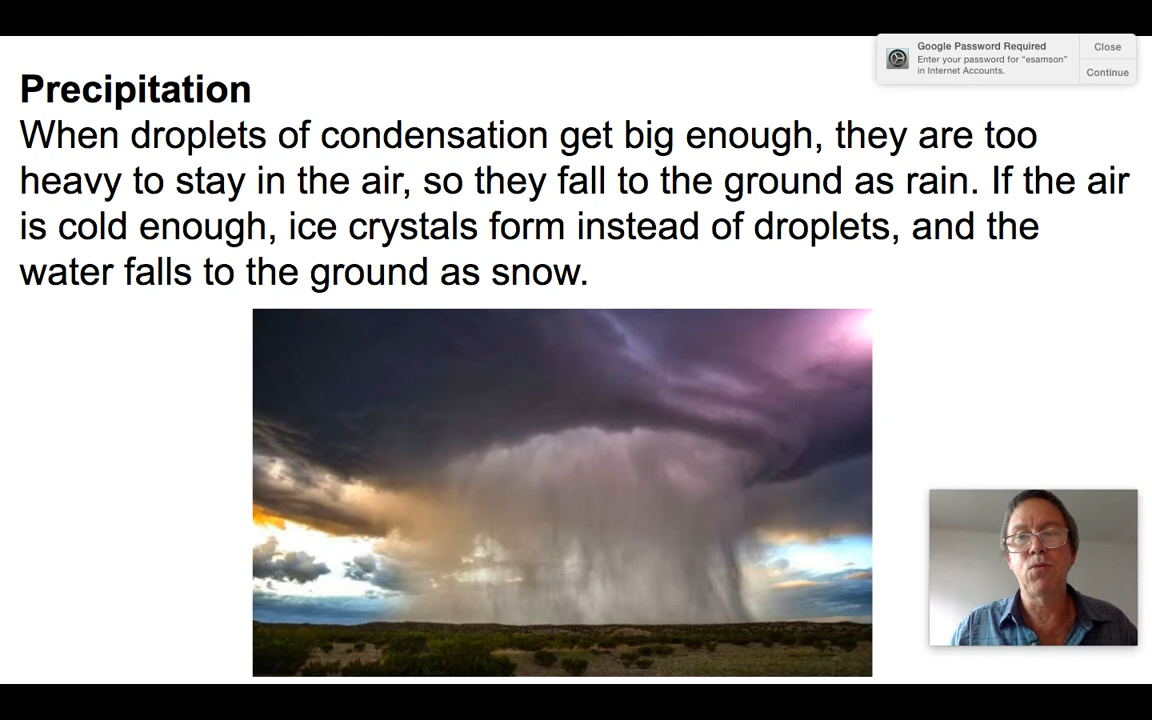 Precipitation
When droplets of condensation get big enough, they are too
heavy to stay in the air, so they fall to the ground as rain. If the air
is cold enough, ice crystals form instead of droplets, and the
water falls to the ground as snow.
Google Password Required
Enter your password for "esamson"
in Internet Accounts.
Close
Continue